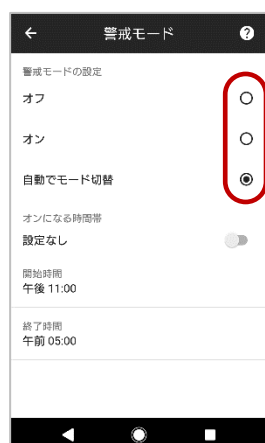 警戒モード
警戒モードの設定
オフ
オン
自動でモード切替
オンになる時間帯
設定なし
開始時間
午後 11:00
終了時間
午前 05:00